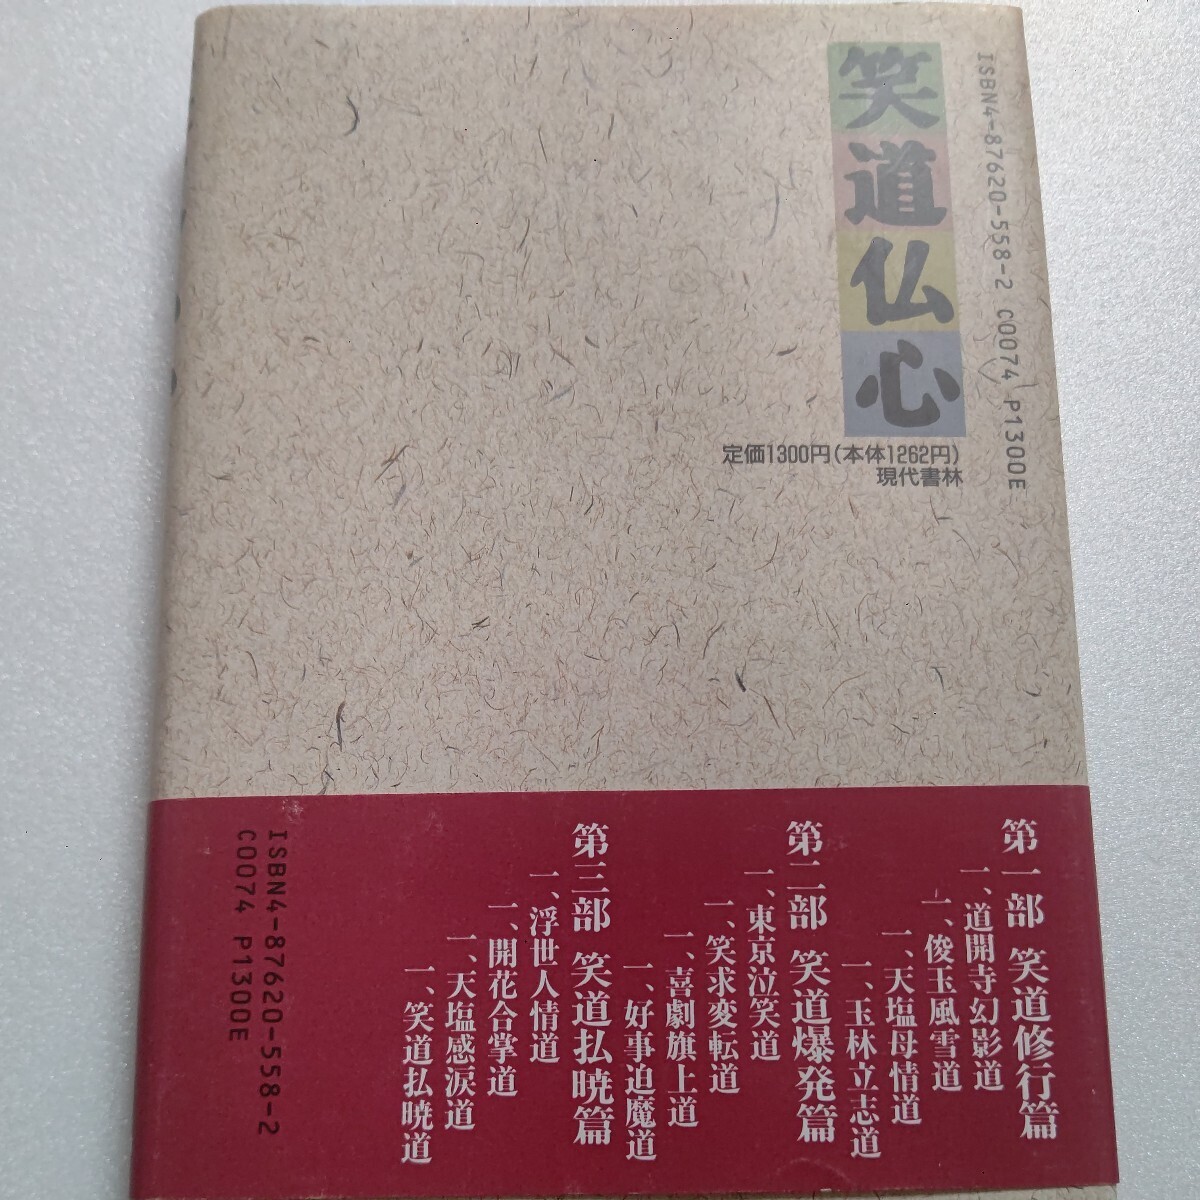 ISBN4-87620-558-2 C0074 P1300E
笑道仏心
定価1300円(本体1262円)
現代書林
第一部 笑道修行篇
一、道開寺幻影道
一、俊玉風雪道
一、天塩母情道
一、玉林立志道
第二部 笑道爆発篇
一、東京泣笑道
一、笑求変転道
一、喜劇旗上道
一、好事迫魔道
第三部 笑道払暁篇
一、浮世人情道
一、開花合掌道
一、天塩感涙道
一、笑道払暁道
ISBN4-87620-558-2
C0074 P1300E